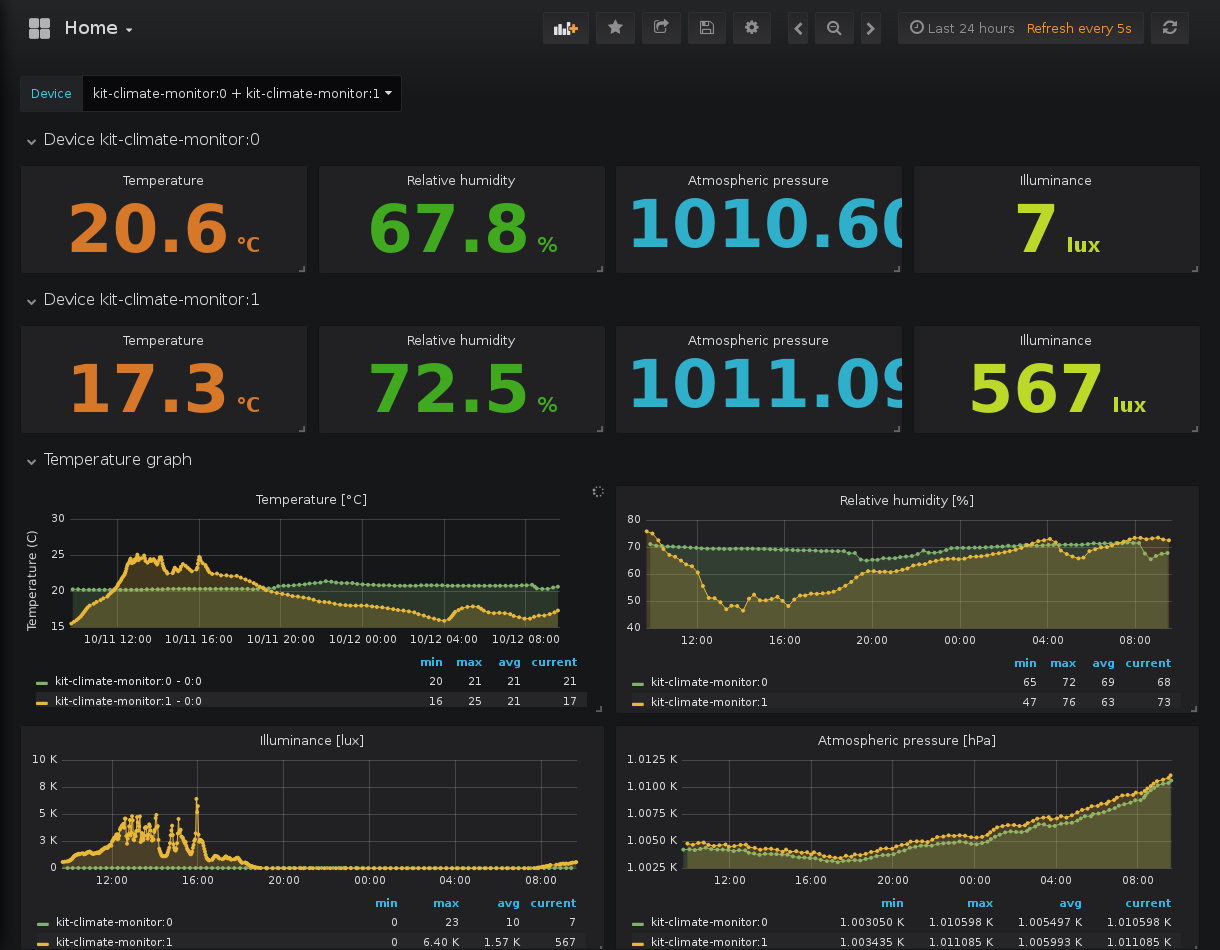 Home
Last 24 hours Refresh every 5s
Device kit-climate-monitor:0 + kit-climate-monitor:1
Device kit-climate-monitor:0
Temperature Relative humidity Atmospheric pressure Illuminance
20.6 °C 67.8 % 1010.60 7 lux
Device kit-climate-monitor:1
Temperature Relative humidity Atmospheric pressure Illuminance
17.3 °C 72.5 % 1011.09 567 lux
Temperature graph
Temperature [°C]
Temperature (C)
30
25
20
15
10/11 12:00 10/11 16:00 10/11 20:00 10/12 00:00 10/12 04:00 10/12 08:00
min max avg current
kit-climate-monitor:0 - 0:0 20 21 21 21
kit-climate-monitor:1 - 0:0 16 25 21 17
Relative humidity [%]
80
70
60
50
40
12:00 16:00 20:00 00:00 04:00 08:00
min max avg current
kit-climate-monitor:0 65 72 69 68
kit-climate-monitor:1 47 76 63 73
Illuminance [lux]
10 K
8 K
5 K
3 K
0
12:00 16:00 20:00 00:00 04:00 08:00
min max avg current
kit-climate-monitor:0 0 23 10 7
kit-climate-monitor:1 0 6.40 K 1.57 K 567
Atmospheric pressure [hPa]
1.0125 K
1.0100 K
1.0075 K
1.0050 K
1.0025 K
12:00 16:00 20:00 00:00 04:00 08:00
min max avg current
kit-climate-monitor:0 1.003050 K 1.010598 K 1.005497 K 1.010598 K
kit-climate-monitor:1 1.003435 K 1.011085 K 1.005993 K 1.011085 K